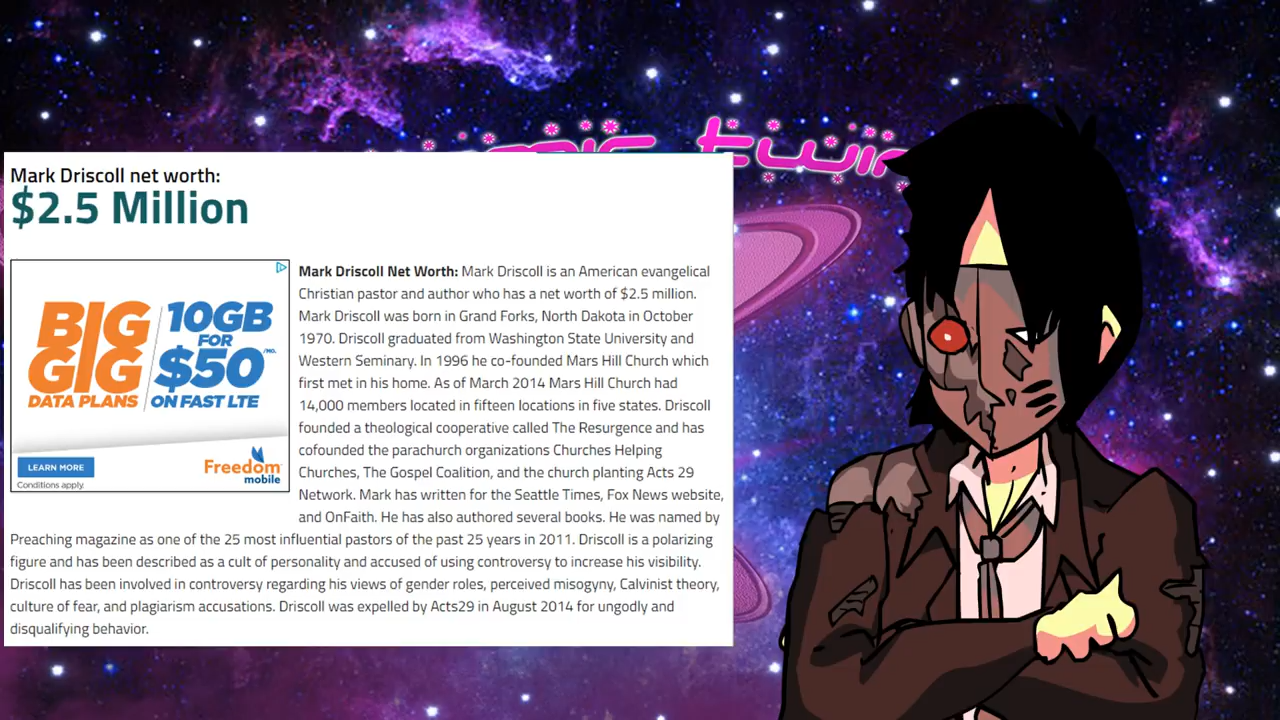 twin
Mark Driscoll net worth:
$2.5 Million
Mark Driscoll Net Worth: Mark Driscoll is an American evangelical
Christian pastor and author who has a net worth of $2.5 million.
Mark Driscoll was born in Grand Forks, North Dakota in October
1970. Driscoll graduated from Washington State University and
Western Seminary. In 1996 he co-founded Mars Hill Church which
first met in his home. As of March 2014 Mars Hill Church had
14,000 members located in fifteen locations in five states. Driscoll
founded a theological cooperative called The Resurgence and has
cofounded the parachurch organizations Churches Helping
Churches, The Gospel Coalition, and the church planting Acts 29
Network. Mark has written for the Seattle Times, Fox News website,
and OnFaith. He has also authored several books. He was named by
Preaching magazine as one of the 25 most influential pastors of the past 25 years in 2011. Driscoll is a polarizing
figure and has been described as a cult of personality and accused of using controversy to increase his visibility.
Driscoll has been involved in controversy regarding his views of gender roles, perceived misogyny, Calvinist theory,
culture of fear, and plagiarism accusations. Driscoll was expelled by Acts29 in August 2014 for ungodly and
disqualifying behavior.
BIG
GIG
DATA PLANS
10GB
FOR
$50/MO.
ON FAST LTE
LEARN MORE
Conditions apply.
Freedom
mobile